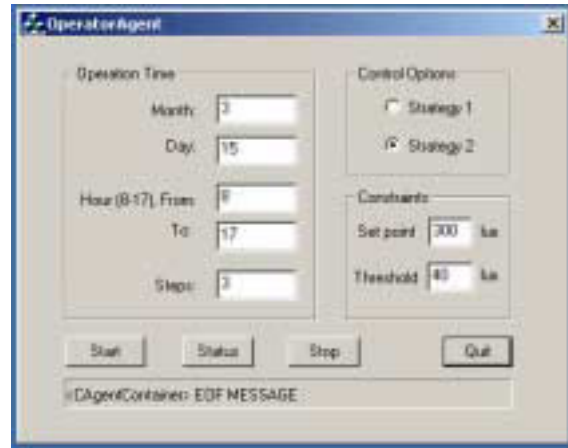 OperatorAgent
Operation Time
Month: 3
Day: 15
Hour (8-17), From: 8
To: 17
Steps: 3
Control Options
Strategy 1
Strategy 2
Constraints
Set point 300 lux
Threshold 40 lux
Start Status Stop Quit
<CAgentContainer> EOF MESSAGE